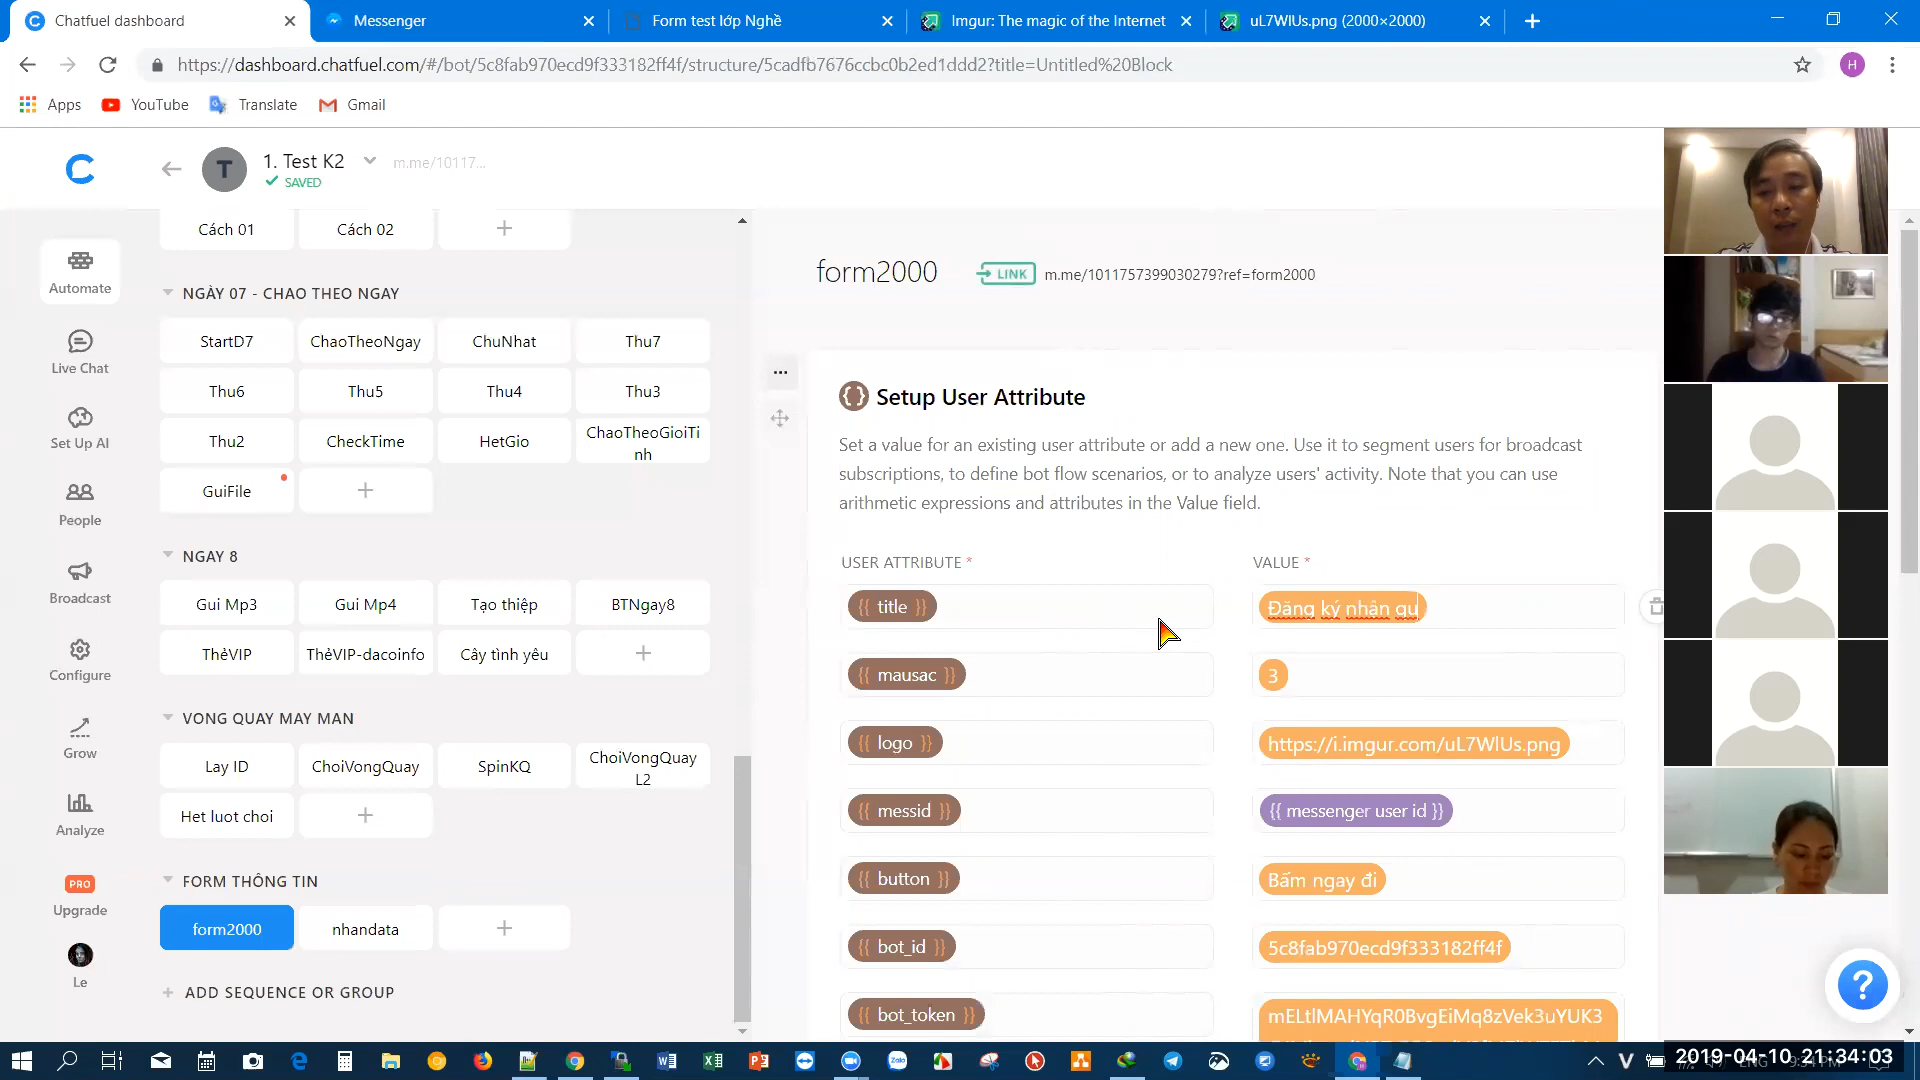 Chatfuel dashboard
Messenger
Form test lớp Nghề
Imgur: The magic of the Internet
uL7WlUs.png (2000×2000)
https://dashboard.chatfuel.com/#/bot/5c8fab970ecd9f333182ff4f/structure/5cadfb7676ccbc0b2ed1ddd2?title=Untitled%20Block
H
Apps
YouTube
Translate
Gmail
T
1. Test K2
m.me/10117...
SAVED
Automate
Live Chat
Set Up AI
People
Broadcast
Configure
Grow
Analyze
PRO
Upgrade
Le
Cách 01
Cách 02
NGÀY 07 - CHAO THEO NGAY
StartD7
ChaoTheoNgay
ChuNhat
Thu7
Thu6
Thu5
Thu4
Thu3
Thu2
CheckTime
HetGio
ChaoTheoGioiTi
nh
GuiFile
NGAY 8
Gui Mp3
Gui Mp4
Tạo thiệp
BTNgay8
ThẻVIP
ThẻVIP-dacoinfo
Cây tình yêu
VONG QUAY MAY MAN
Lay ID
ChoiVongQuay
SpinKQ
ChoiVongQuay
L2
Het luot choi
FORM THÔNG TIN
form2000
nhandata
ADD SEQUENCE OR GROUP
form2000
LINK
m.me/1011757399030279?ref=form2000
Setup User Attribute
Set a value for an existing user attribute or add a new one. Use it to segment users for broadcast
subscriptions, to define bot flow scenarios, or to analyze users' activity. Note that you can use
arithmetic expressions and attributes in the Value field.
USER ATTRIBUTE *
VALUE *
{{ title }}
Đăng ký nhận qu
{{ mausac }}
3
{{ logo }}
https://i.imgur.com/uL7WlUs.png
{{ messid }}
{{ messenger user id }}
{{ button }}
Bấm ngay đi
{{ bot_id }}
5c8fab970ecd9f333182ff4f
{{ bot_token }}
mELtlMAHYqR0BvgEiMq8zVek3uYUK3
2019-04-10 21:34:03